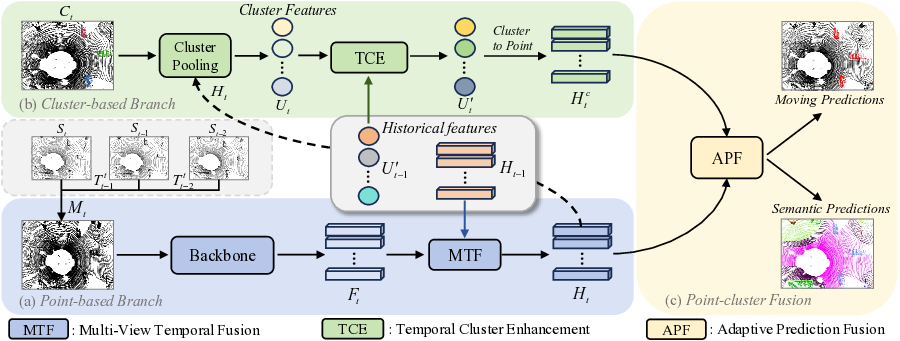 C_t
Cluster Features
Cluster Pooling
TCE
Cluster to Point
H_t
U_t
U'_t
H_t^c
(b) Cluster-based Branch
Moving Predictions
S_t
S_{t-1}
S_{t-2}
T_{t-1}^t
T_{t-2}^t
Historical features
U'_{t-1}
H_{t-1}
APF
M_t
Semantic Predictions
Backbone
MTF
F_t
H_t
(a) Point-based Branch
(c) Point-cluster Fusion
MTF : Multi-View Temporal Fusion
TCE : Temporal Cluster Enhancement
APF : Adaptive Prediction Fusion